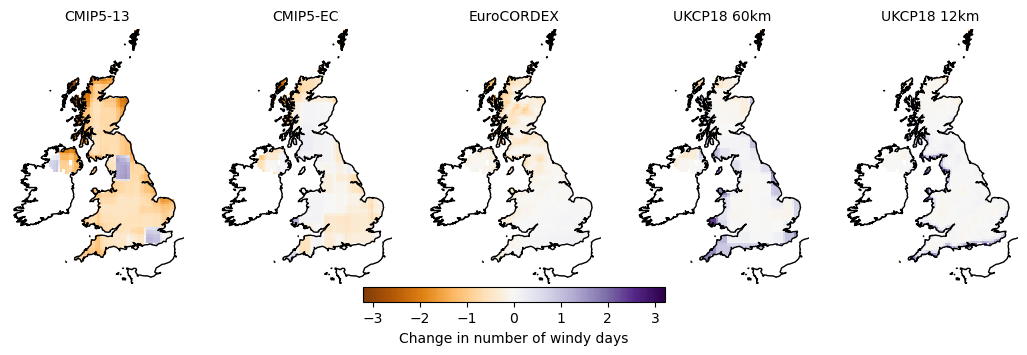 CMIP5-13 CMIP5-EC EuroCORDEX UKCP18 60km UKCP18 12km
−3 −2 −1 0 1 2 3
Change in number of windy days